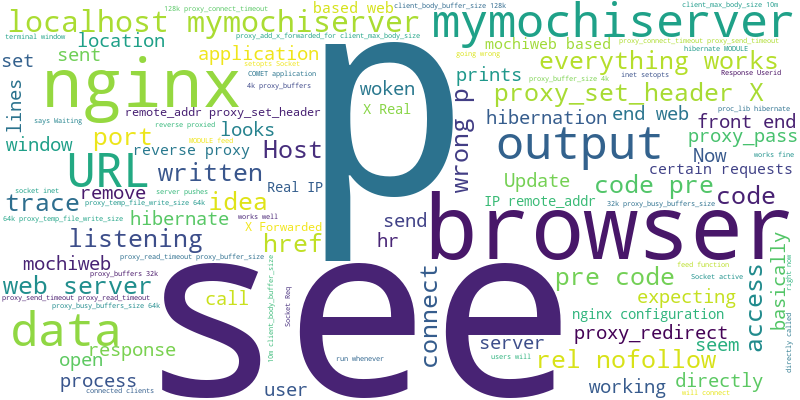 128k proxy_connect_timeout
based web
client_body_buffer_size 128k
client_max_body_size 10m
localhost
mymochiserver
mymochiserver
terminal window
proxy_add_x_forwarded_for client_max_body_size
going wrong
mochiweb based
proxy_connect_timeout proxy_send_timeout
hibernate MODULE
set
sent
location
application
setopts Socket
COMET application
4k proxy_buffers
everything works
prints
inet setopts
Response Userid
proxy_buffer_size 4k
nginx
p
woken
X Real
proxy_set_header X
lines
says Waiting
port
remote_addr proxy_set_header
looks
hibernation
end web
proc_lib hibernate
front end
window
reverse proxied
reverse proxy
Host
wrong p
output
Now
proxy_pass
works fine
URL
MODULE feed
written
certain requests
trace
socket inet
remove
server pushes
Real IP
idea
Update
code pre
code
64k proxy_temp_file_write_size
proxy_temp_file_write_size 64k
IP remote_addr
32k proxy_busy_buffers_size
hibernate
works well
X Forwarded
send
browser
listening
href
hr
mochiweb
proxy_read_timeout proxy_buffer_size
see
feed function
Socket active
proxy_buffers 32k
web server
call
connect
pre code
access
basically
right now
proxy_send_timeout proxy_read_timeout
proxy_busy_buffers_size 64k
10m client_body_buffer_size
Socket Req
expecting
data
nginx configuration
server
proxy_redirect
seem
response
open
run whenever
users will
rel nofollow
directly called
process
connected clients
user
working
directly
will connect